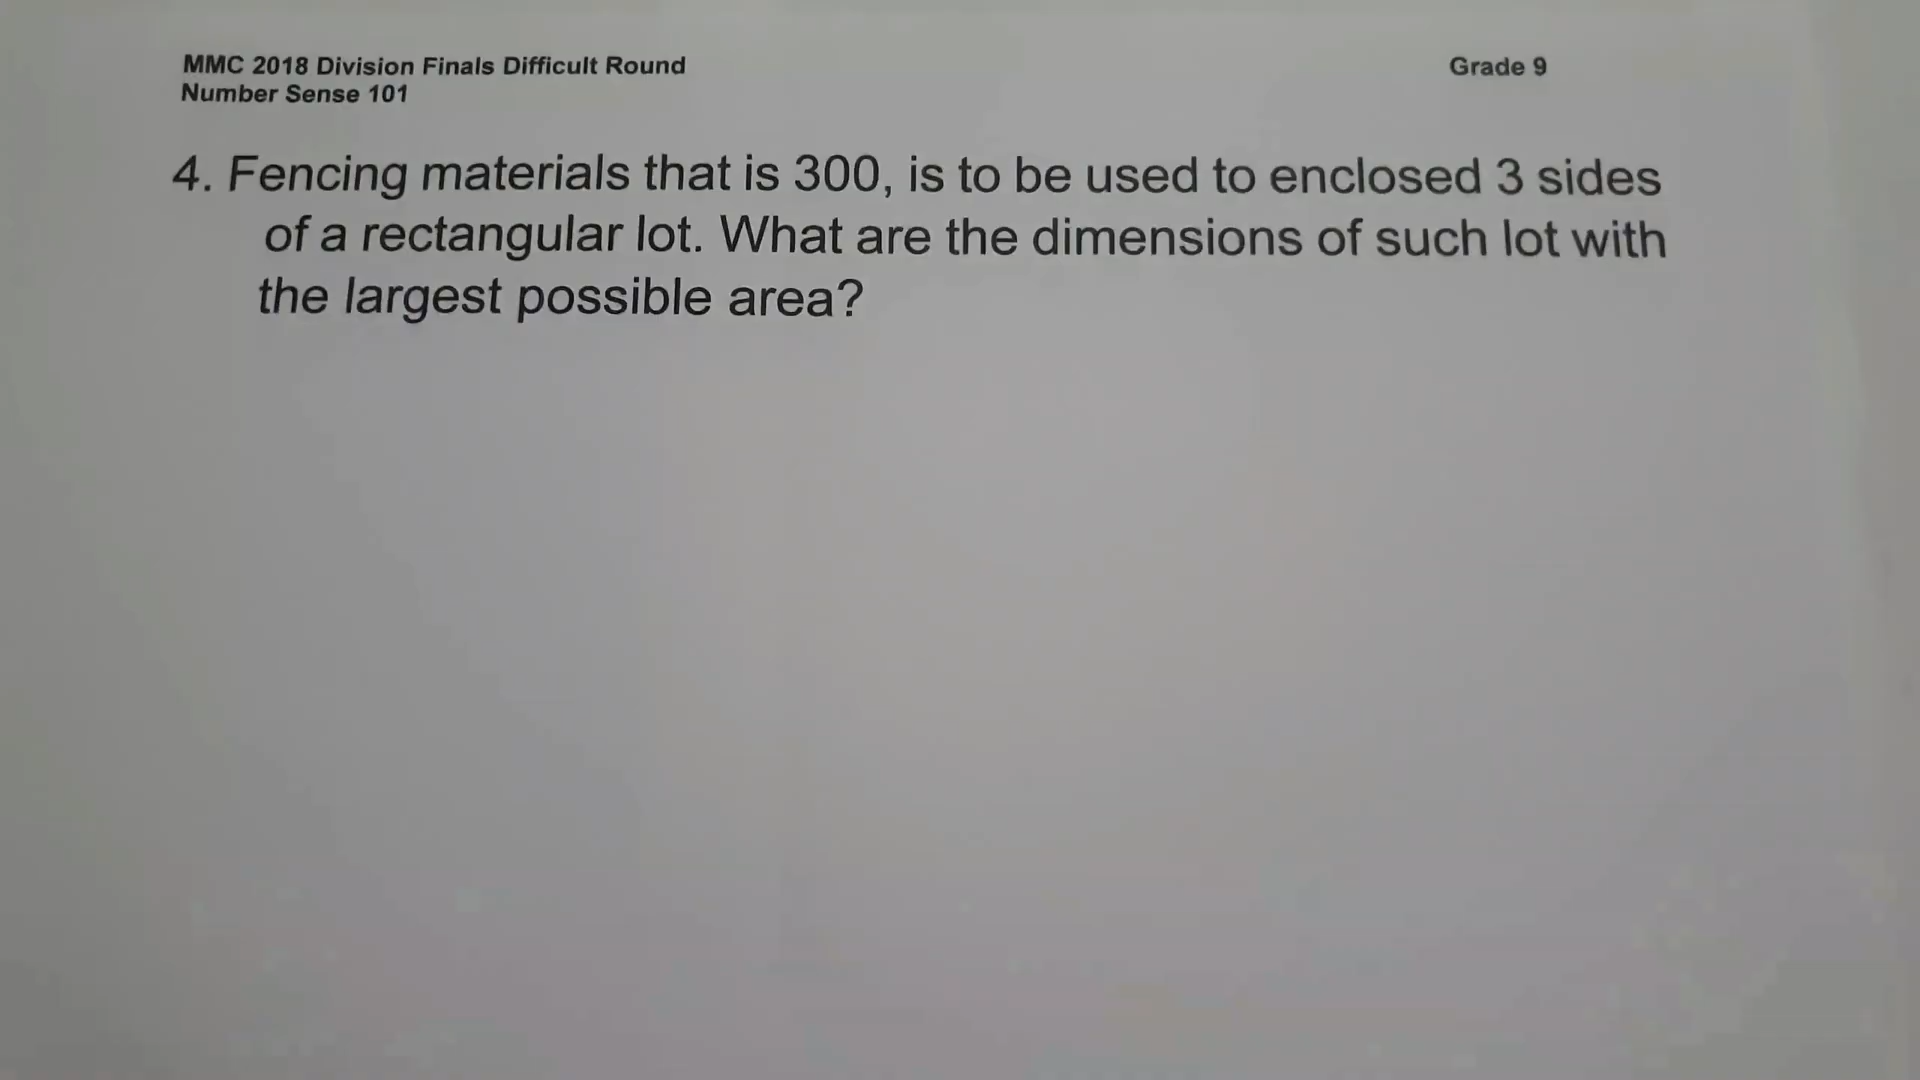 MMC 2018 Division Finals Difficult Round
Grade 9
Number Sense 101
4. Fencing materials that is 300, is to be used to enclosed 3 sides
of a rectangular lot. What are the dimensions of such lot with
the largest possible area?